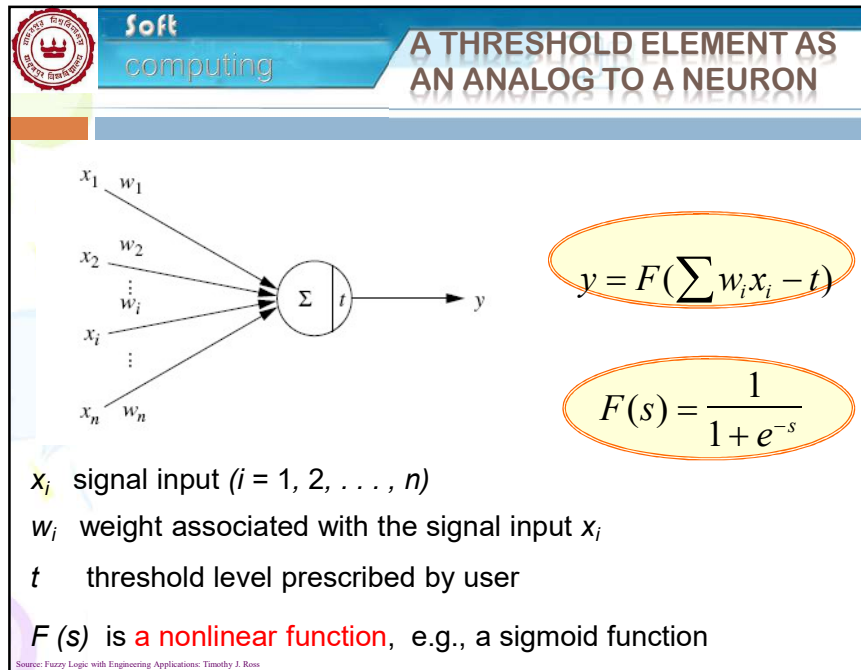 Soft
computing
A THRESHOLD ELEMENT AS
AN ANALOG TO A NEURON
x₁ w₁
x₂ w₂
⋮
wᵢ
xᵢ
⋮
xₙ wₙ
Σ t y
y = F(∑ wᵢxᵢ − t)
F(s) = 1 / (1 + e⁻ˢ)
xᵢ signal input (i = 1, 2, . . . , n)
wᵢ weight associated with the signal input xᵢ
t threshold level prescribed by user
F (s) is a nonlinear function, e.g., a sigmoid function
Source: Fuzzy Logic with Engineering Applications: Timothy J. Ross